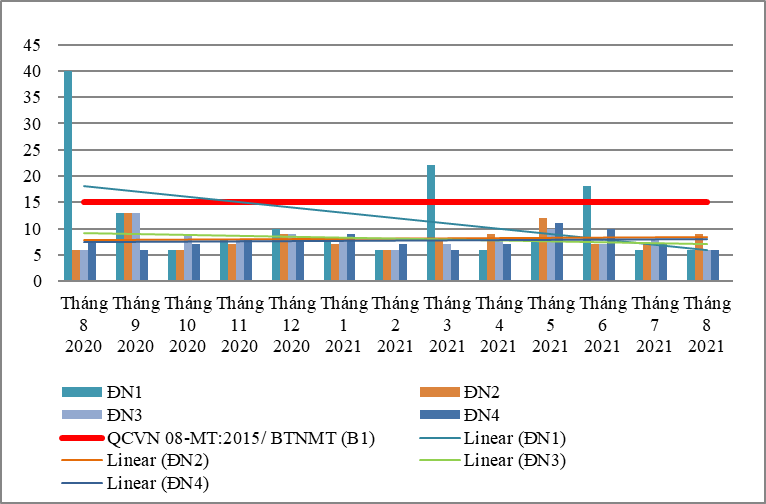 45
40
35
30
25
20
15
10
5
0
Tháng Tháng Tháng Tháng Tháng Tháng Tháng Tháng Tháng Tháng Tháng Tháng Tháng
8 9 10 11 12 1 2 3 4 5 6 7 8
2020 2020 2020 2020 2020 2021 2021 2021 2021 2021 2021 2021 2021
ĐN1 ĐN2
ĐN3 ĐN4
QCVN 08-MT:2015/ BTNMT (B1) Linear (ĐN1)
Linear (ĐN2) Linear (ĐN3)
Linear (ĐN4)